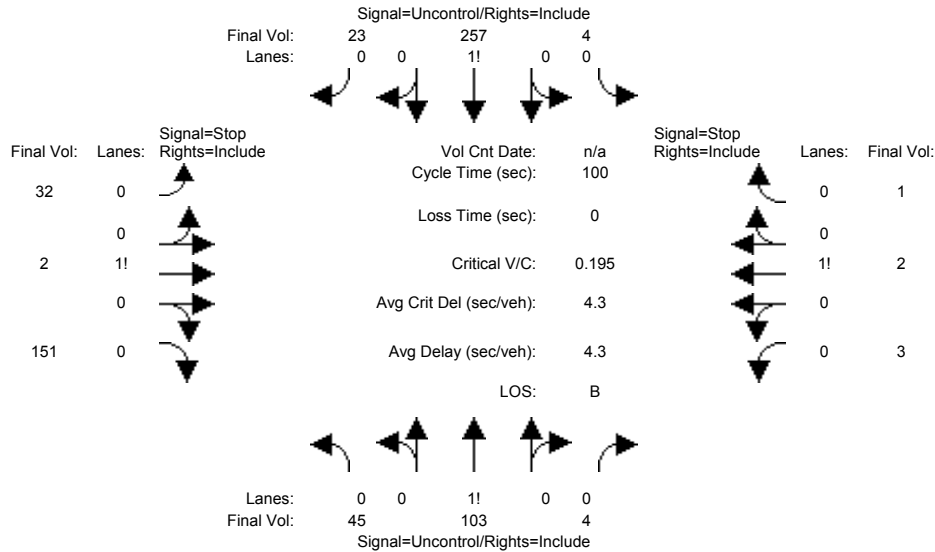 Signal=Uncontrol/Rights=Include
Final Vol: 23 257 4
Lanes: 0 0 1! 0 0
Signal=Stop
Final Vol: Lanes: Rights=Include
Vol Cnt Date: n/a
Signal=Stop
Rights=Include Lanes: Final Vol:
Cycle Time (sec): 100
32 0
0 1
Loss Time (sec): 0
0
0
2 1!
Critical V/C: 0.195
1! 2
0
Avg Crit Del (sec/veh): 4.3
0
151 0
Avg Delay (sec/veh): 4.3
0 3
LOS: B
Lanes: 0 0 1! 0 0
Final Vol: 45 103 4
Signal=Uncontrol/Rights=Include